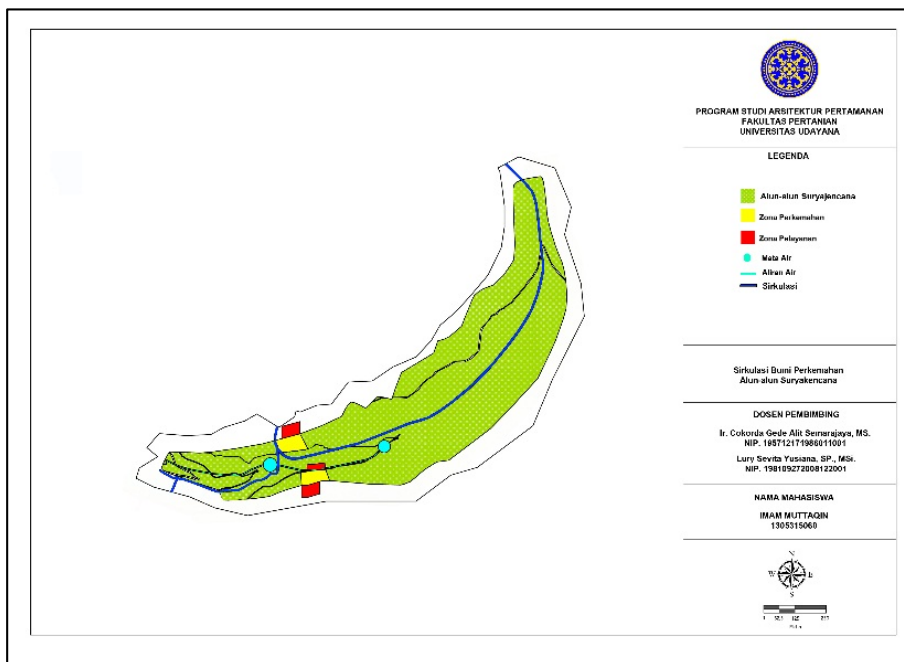 PROGRAM STUDI ARSITEKTUR PERTAMANAN
FAKULTAS PERTANIAN
UNIVERSITAS UDAYANA
LEGENDA
Alun-alun Suryajencana
Zona Perkemahan
Zona Pelayanan
Mata Air
Aliran Air
Sirkulasi
Sirkulasi Bumi Perkemahan
Alun-alun Suryakencana
DOSEN PEMBIMBING
Ir. Cokorda Gede Alit Semarajaya, MS.
NIP. 195712171986011001
Lury Sevita Yusiana, SP., MSi.
NIP. 198109272008122001
NAMA MAHASISWA
IMAM MUTTAQIN
1305315060
N
W E
S